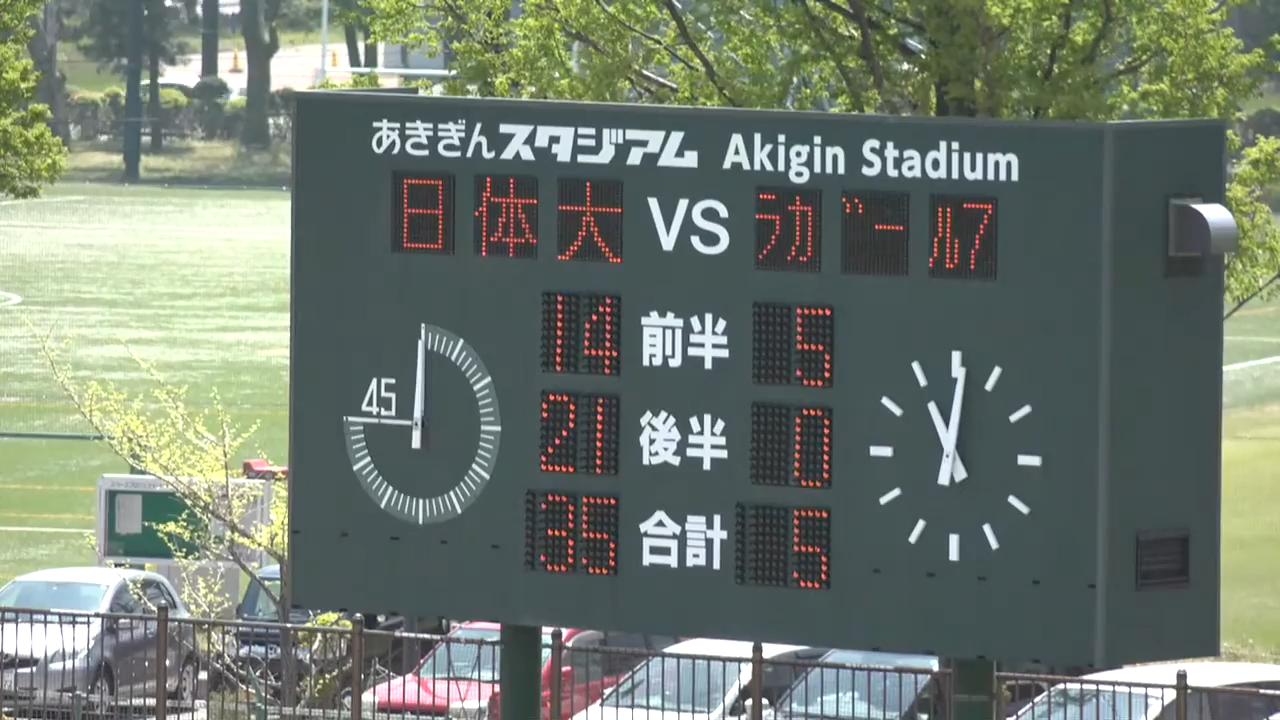 あきぎんスタジアム Akigin Stadium
日体大 VS ラガールア
14 前半 5
45
21 後半 0
35 合計 5